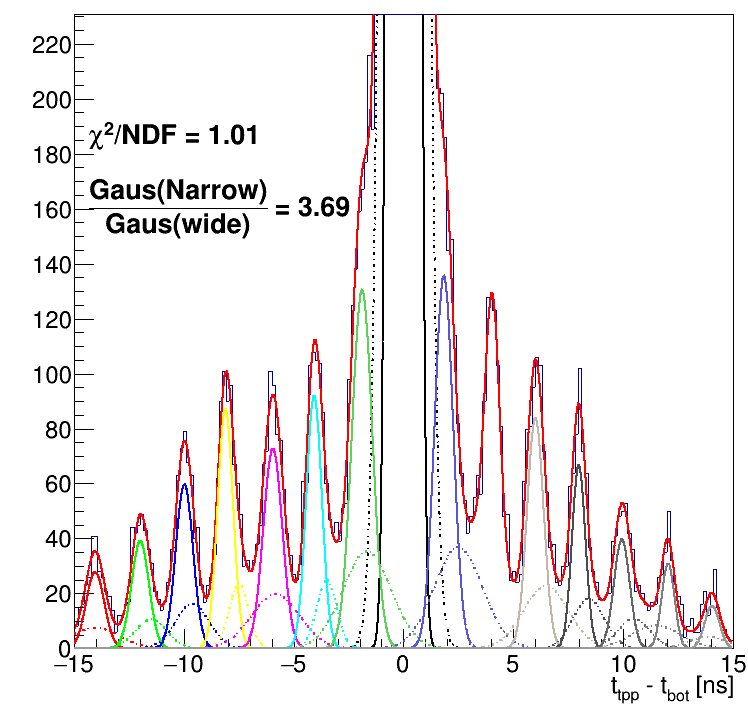 220
200
180
160
140
120
100
80
60
40
20
0
χ²/NDF = 1.01
Gaus(Narrow)
Gaus(wide)
= 3.69
−15 −10 −5 0 5 10 15
t_tpp - t_bot [ns]